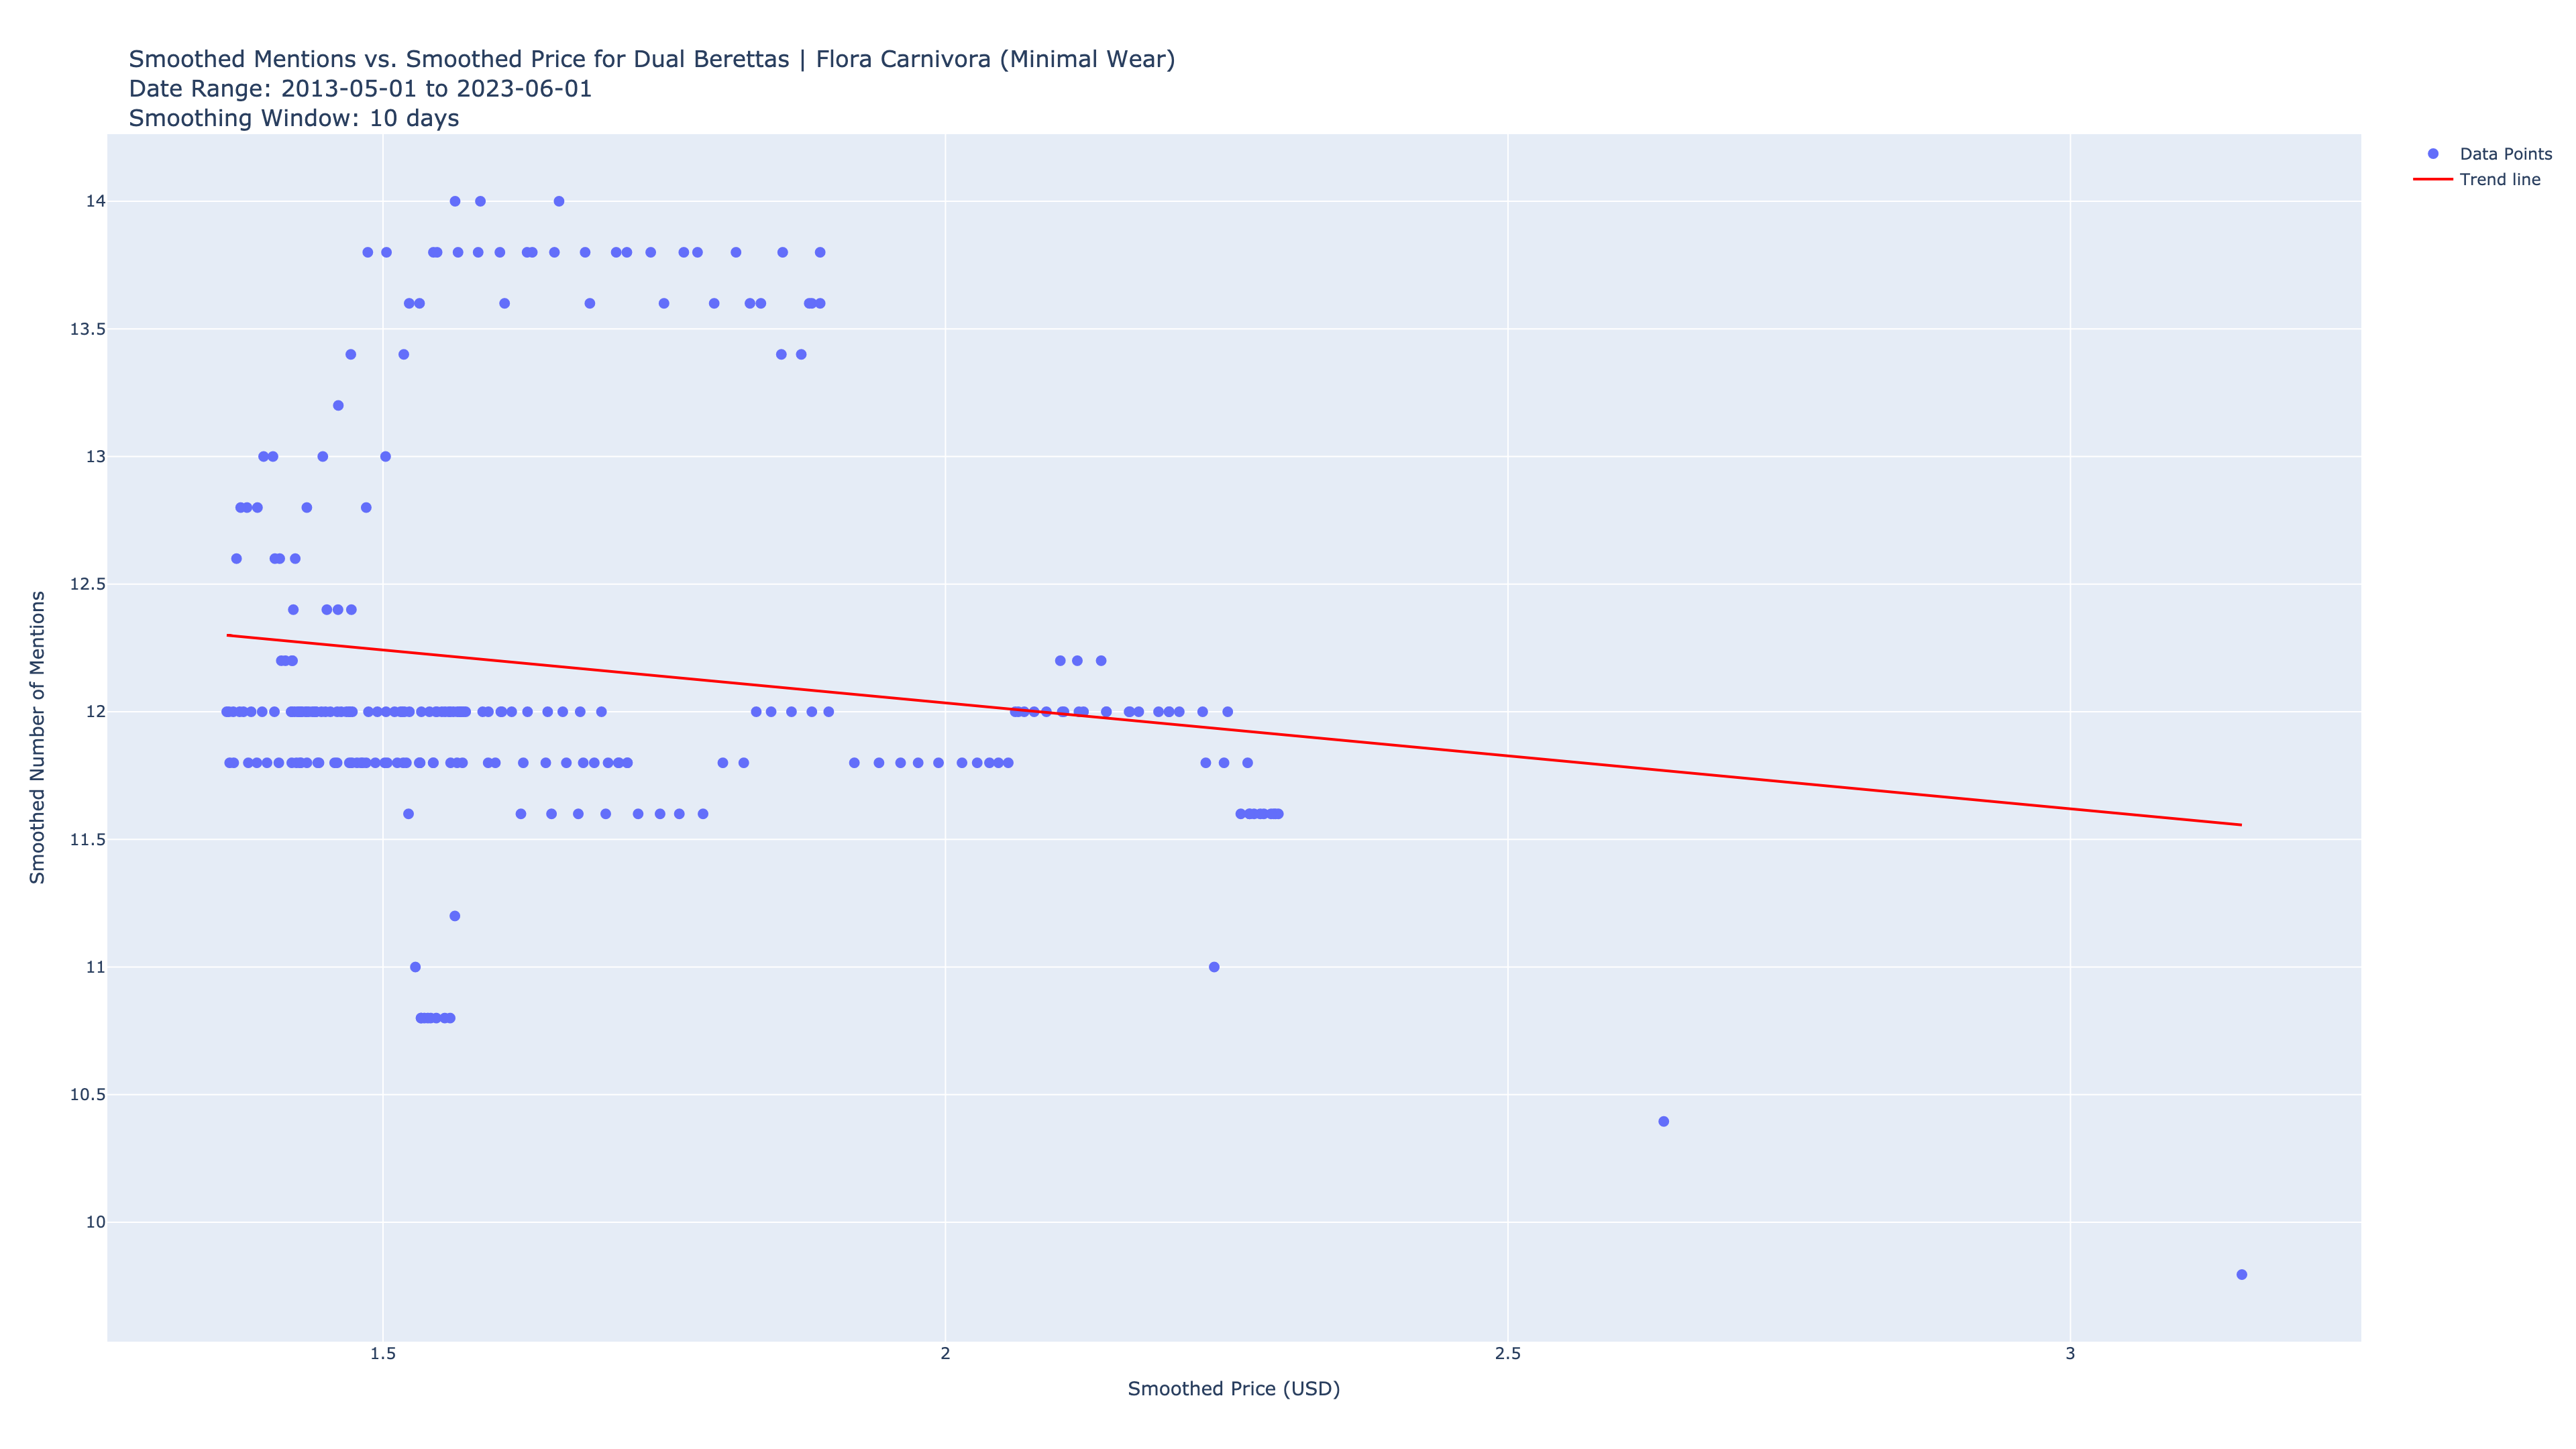 Smoothed Mentions vs. Smoothed Price for Dual Berettas | Flora Carnivora (Minimal Wear)
Date Range: 2013-05-01 to 2023-06-01
Smoothing Window: 10 days
Data Points
Trend line
14
13.5
13
12.5
12
11.5
11
10.5
10
Smoothed Number of Mentions
1.5
2
2.5
3
Smoothed Price (USD)